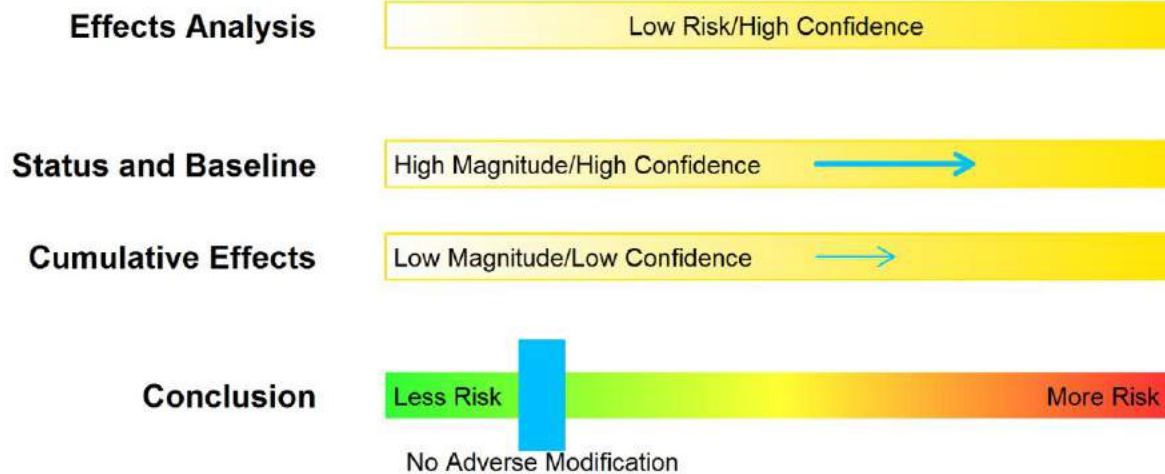 Effects Analysis
Low Risk/High Confidence
Status and Baseline
High Magnitude/High Confidence
Cumulative Effects
Low Magnitude/Low Confidence
Conclusion
Less Risk
More Risk
No Adverse Modification